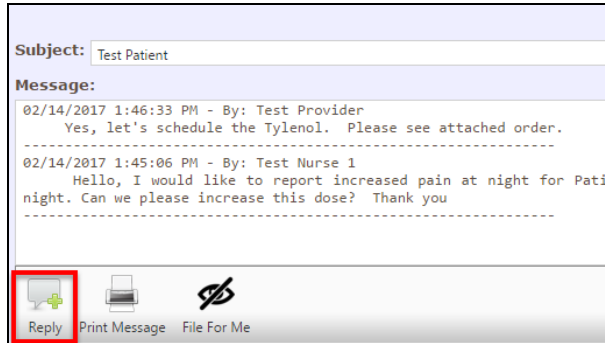 Subject: Test Patient
Message:
02/14/2017 1:46:33 PM - By: Test Provider
Yes, let's schedule the Tylenol.  Please see attached order.
--------------------------------------------------------------------------
02/14/2017 1:45:06 PM - By: Test Nurse 1
Hello, I would like to report increased pain at night for
night. Can we please increase this dose?  Thank you
--------------------------------------------------------------------------
Reply Print Message File For Me